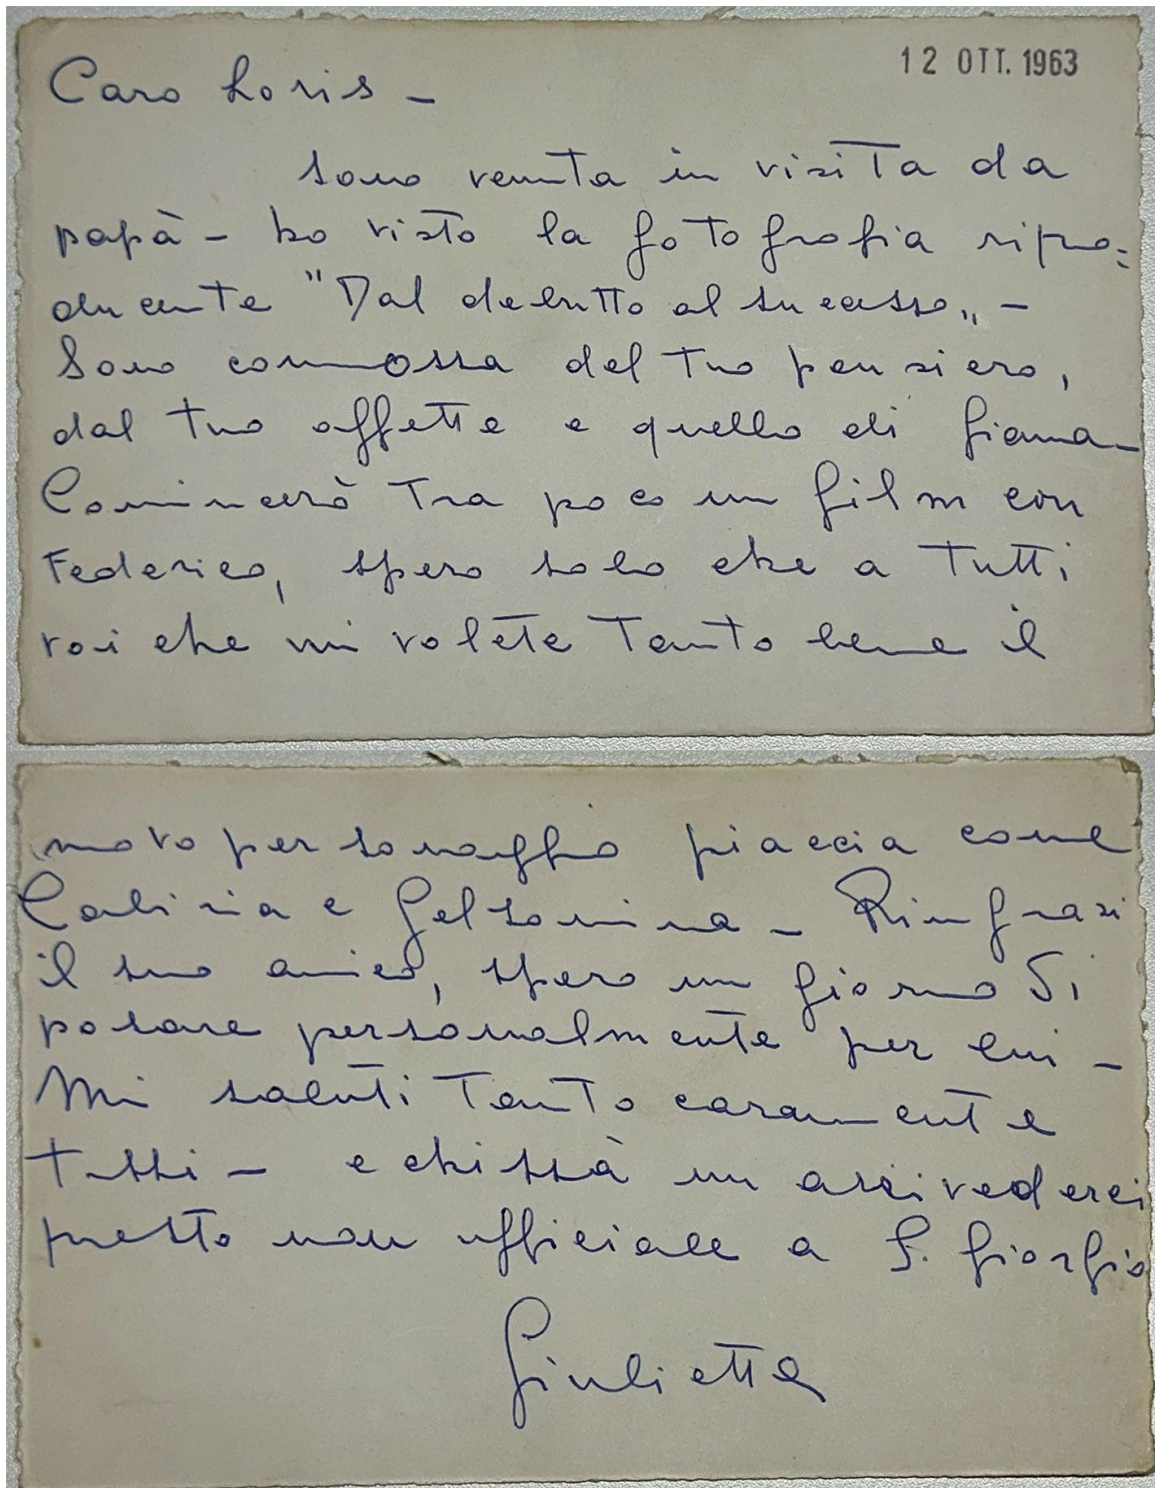 12 OTT. 1963
Caro Loris -
sono venuta in visita da
papà - ho visto la fotografia ripro=
ducente "Dal debutto al successo„ -
Sono commossa del tuo pensiero,
dal tuo affetto e quello di Gianna -
Comincerò tra poco un film con
Federico, spero solo che a tutti
voi che mi volete tanto bene il
nuovo personaggio piaccia come
Cabiria e Gelsomina - Ringrazi
il suo amico, spero un giorno di
posare personalmente per lui -
Mi saluti tanto caramente
tutti - e chissà un arrivederci
presto non ufficiale a S. Giorgio
Giulietta